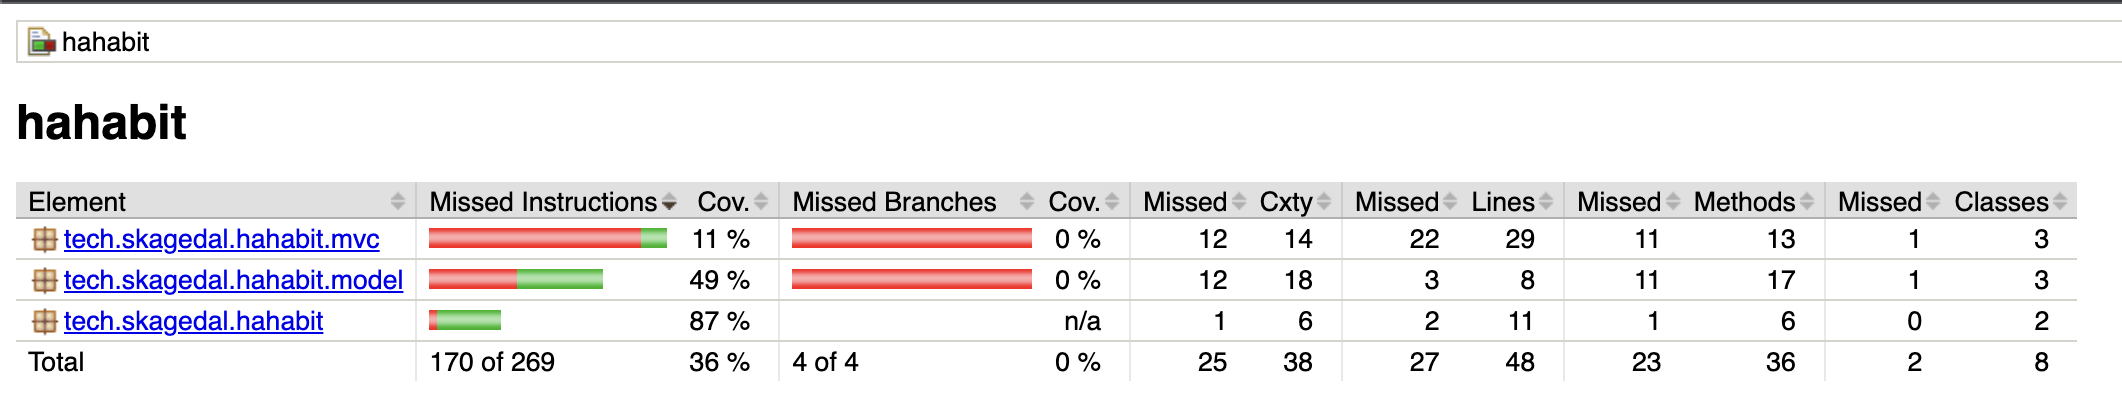 hahabit
hahabit
Element Missed Instructions Cov. Missed Branches Cov. Missed Cxty Missed Lines Missed Methods Missed Classes
tech.skagedal.hahabit.mvc 11 % 0 % 12 14 22 29 11 13 1 3
tech.skagedal.hahabit.model 49 % 0 % 12 18 3 8 11 17 1 3
tech.skagedal.hahabit 87 % n/a 1 6 2 11 1 6 0 2
Total 170 of 269 36 % 4 of 4 0 % 25 38 27 48 23 36 2 8